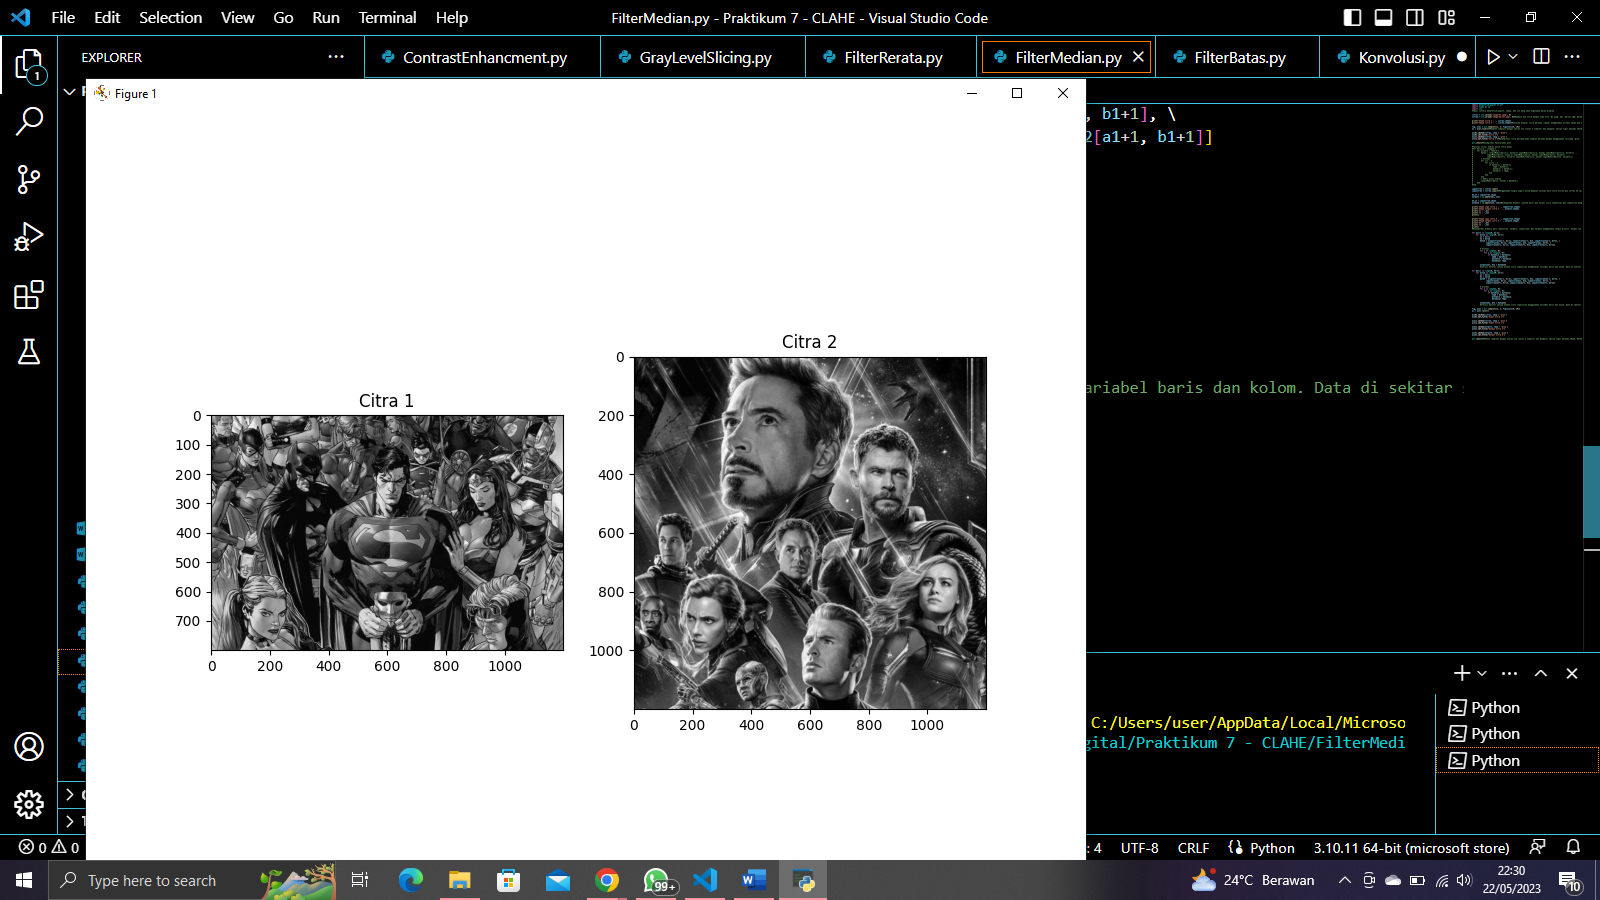 File Edit Selection View Go Run Terminal Help
FilterMedian.py - Praktikum 7 - CLAHE - Visual Studio Code
1
EXPLORER
ContrastEnhancment.py
GrayLevelSlicing.py
FilterRerata.py
FilterMedian.py
FilterBatas.py
Konvolusi.py
Figure 1
, b1+1], \
2[a1+1, b1+1]]
ariabel baris dan kolom. Data di sekitar
Citra 1
0
100
200
300
400
500
600
700
0 200 400 600 800 1000
Citra 2
0
200
400
600
800
1000
0 200 400 600 800 1000
C:/Users/user/AppData/Local/Microso
gital/Praktikum 7 - CLAHE/FilterMedi
Python
Python
Python
0 0
: 4 UTF-8 CRLF Python 3.10.11 64-bit (microsoft store)
Type here to search
99+
24°C Berawan
22:30
22/05/2023
10